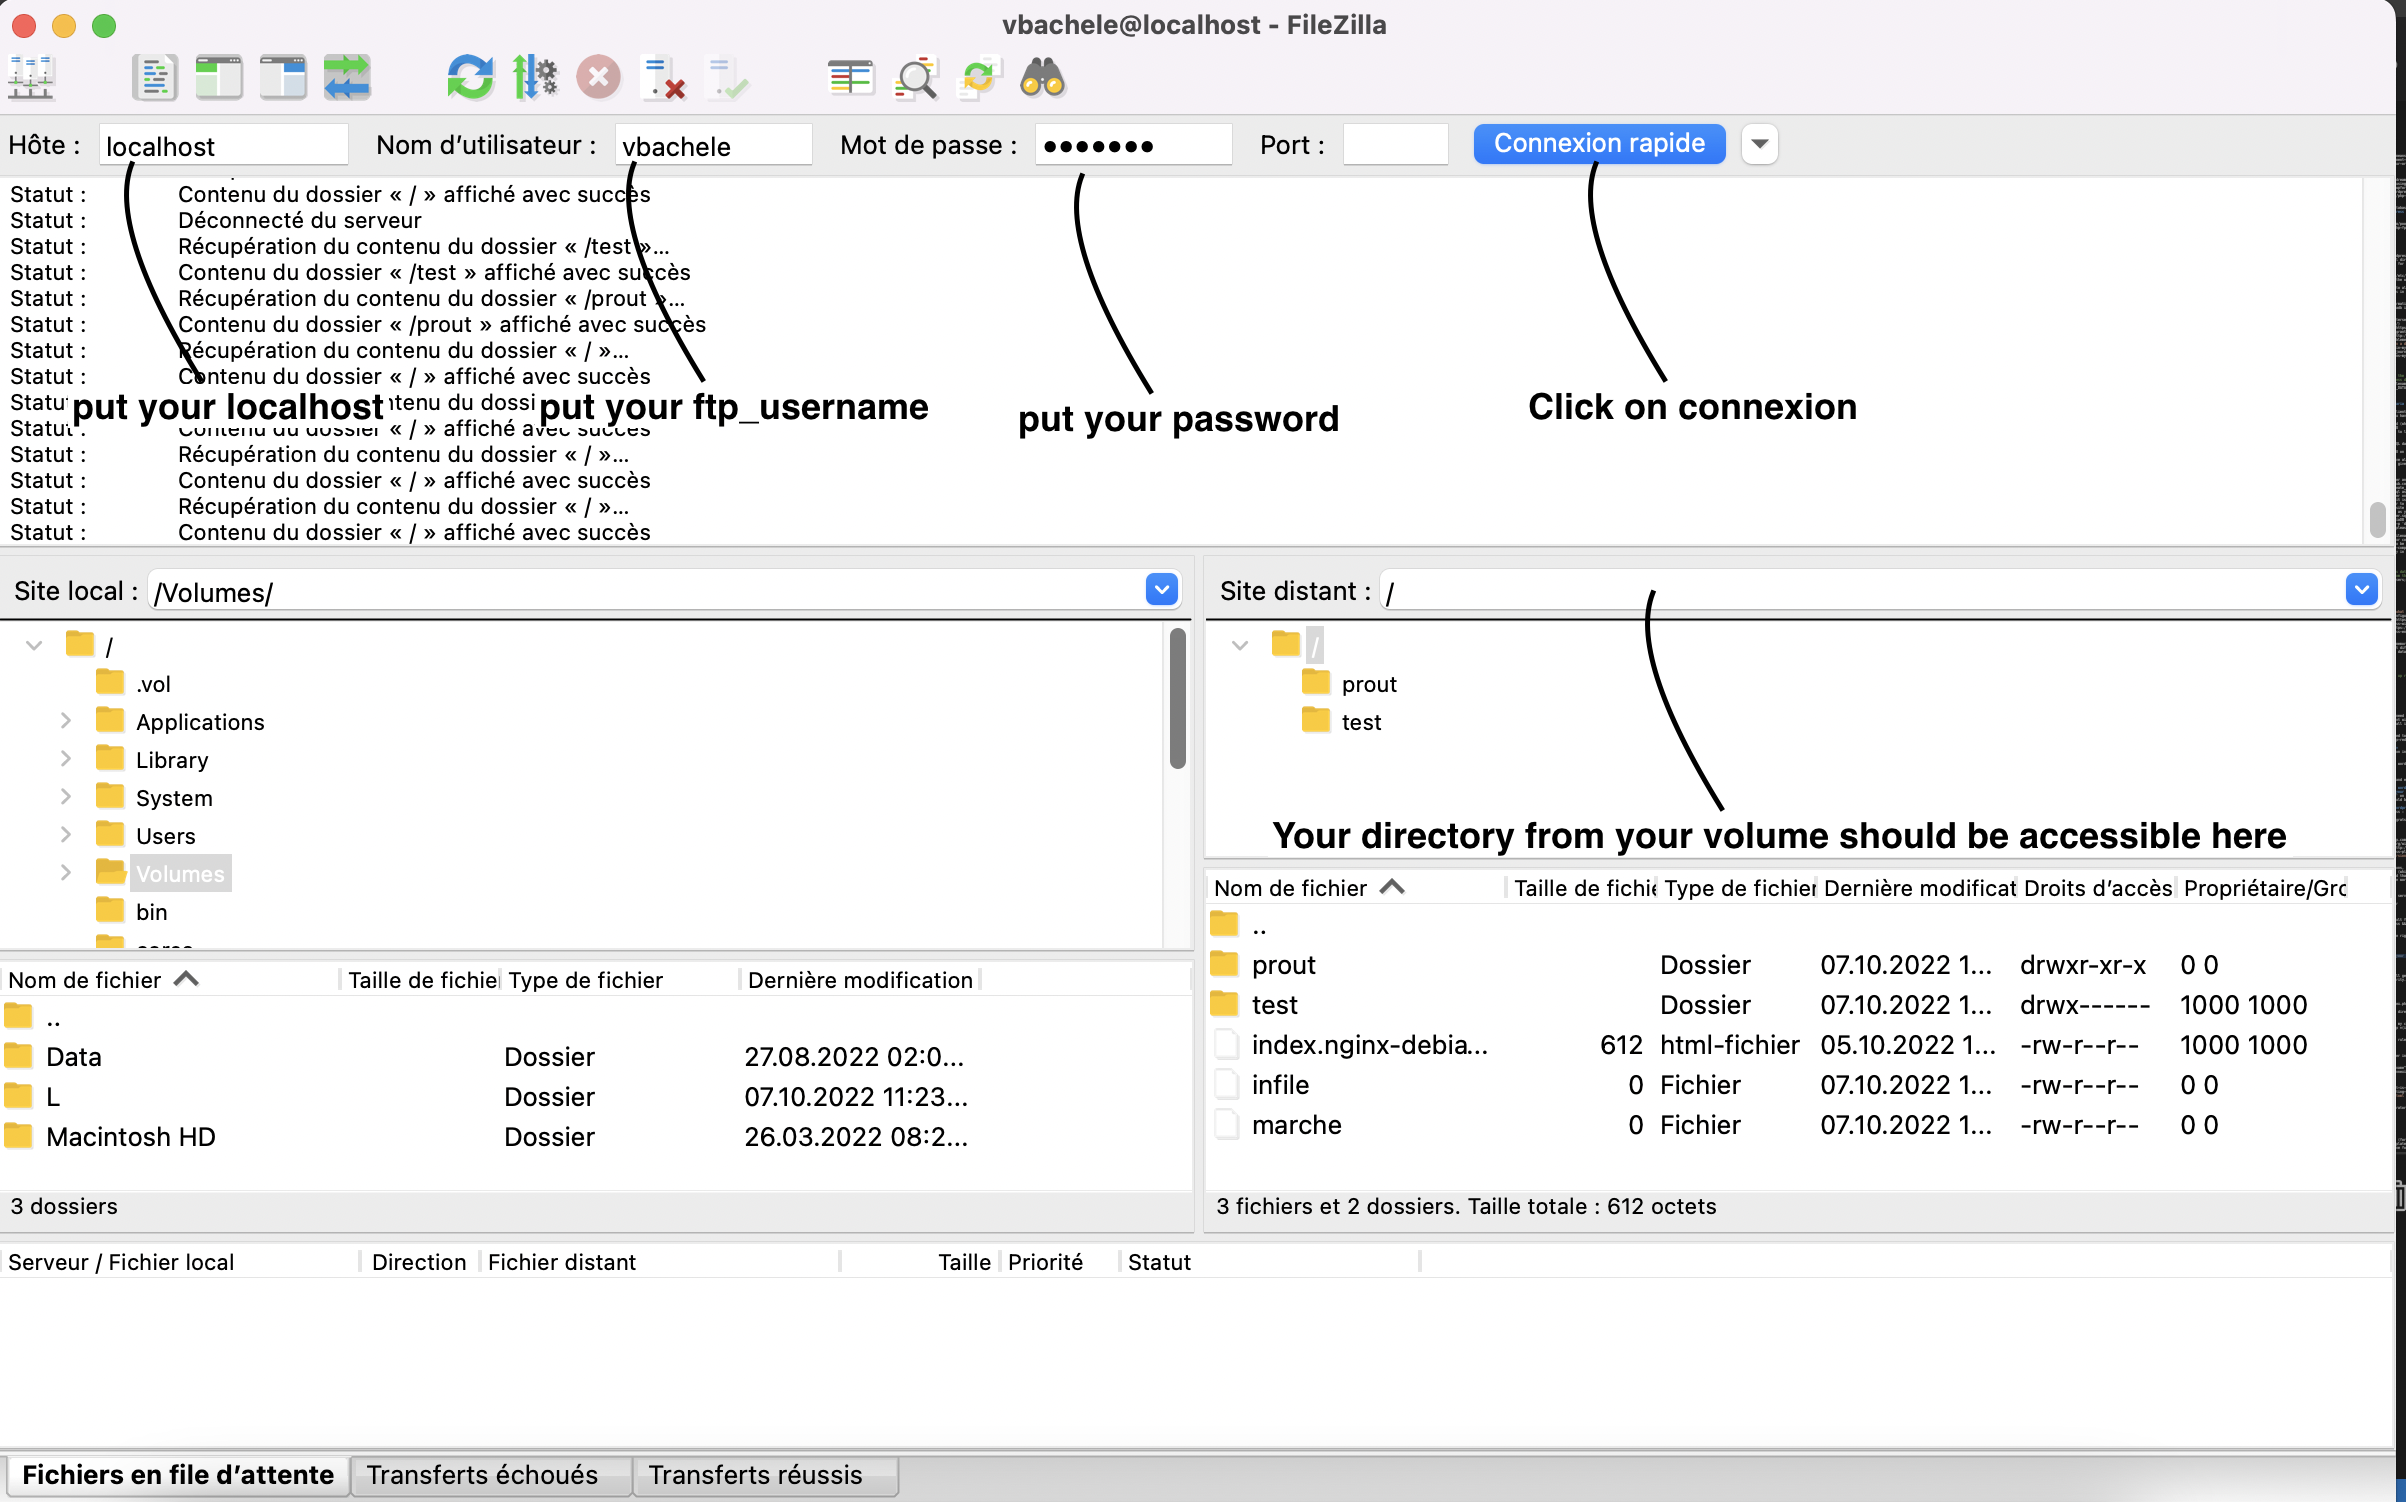 vbachele@localhost - FileZilla
Hôte : localhost Nom d'utilisateur : vbachele Mot de passe : ●●●●●●● Port : Connexion rapide
Statut : Contenu du dossier « / » affiché avec succès
Statut : Déconnecté du serveur
Statut : Récupération du contenu du dossier « /test »...
Statut : Contenu du dossier « /test » affiché avec succès
Statut : Récupération du contenu du dossier « /prout »...
Statut : Contenu du dossier « /prout » affiché avec succès
Statut : Récupération du contenu du dossier « / »...
Statut : Contenu du dossier « / » affiché avec succès
put your localhost
put your ftp_username
put your password
Click on connexion
Statut : Contenu du dossier « / » affiché avec succès
Statut : Récupération du contenu du dossier « / »...
Statut : Contenu du dossier « / » affiché avec succès
Statut : Récupération du contenu du dossier « / »...
Statut : Contenu du dossier « / » affiché avec succès
Site local : /Volumes/
/
.vol
Applications
Library
System
Users
Volumes
bin
Nom de fichier Taille de fichie Type de fichier Dernière modification
..
Data Dossier 27.08.2022 02:0...
L Dossier 07.10.2022 11:23...
Macintosh HD Dossier 26.03.2022 08:2...
3 dossiers
Site distant : /
/
prout
test
Your directory from your volume should be accessible here
Nom de fichier Taille de fichie Type de fichier Dernière modificat Droits d'accès Propriétaire/Gro
..
prout Dossier 07.10.2022 1... drwxr-xr-x 0 0
test Dossier 07.10.2022 1... drwx------ 1000 1000
index.nginx-debia... 612 html-fichier 05.10.2022 1... -rw-r--r-- 1000 1000
infile 0 Fichier 07.10.2022 1... -rw-r--r-- 0 0
marche 0 Fichier 07.10.2022 1... -rw-r--r-- 0 0
3 fichiers et 2 dossiers. Taille totale : 612 octets
Serveur / Fichier local Direction Fichier distant Taille Priorité Statut
Fichiers en file d'attente Transferts échoués Transferts réussis